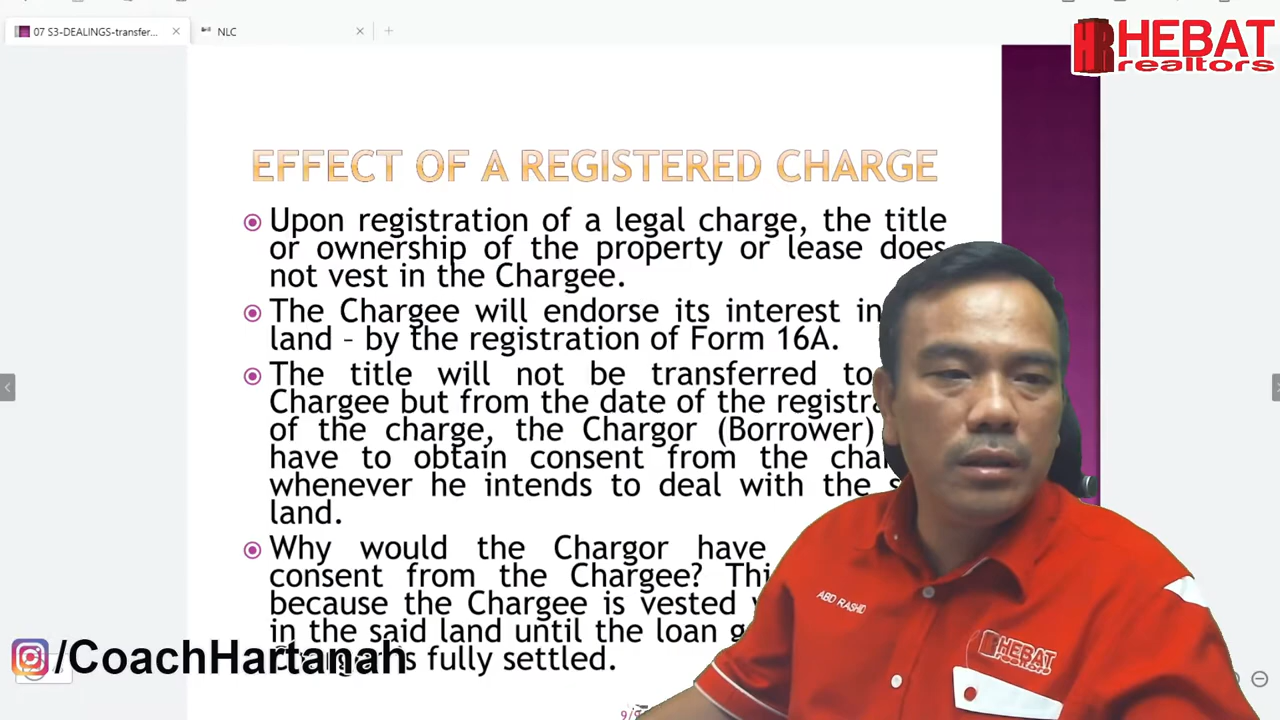 07 S3-DEALINGS-transfer...
NLC
HEBAT
realtors
EFFECT OF A REGISTERED CHARGE
Upon registration of a legal charge, the title
or ownership of the property or lease does
not vest in the Chargee.
The Chargee will endorse its interest in
land – by the registration of Form 16A.
The title will not be transferred to
Chargee but from the date of the
of the charge, the Chargor (Borrower)
have to obtain consent from the
whenever he intends to deal with the
land.
Why would the Chargor have
consent from the Chargee?
because the Chargee is vested
in the said land until the loan
is fully settled.
/CoachHartanah
ABD RASHID
HEBAT